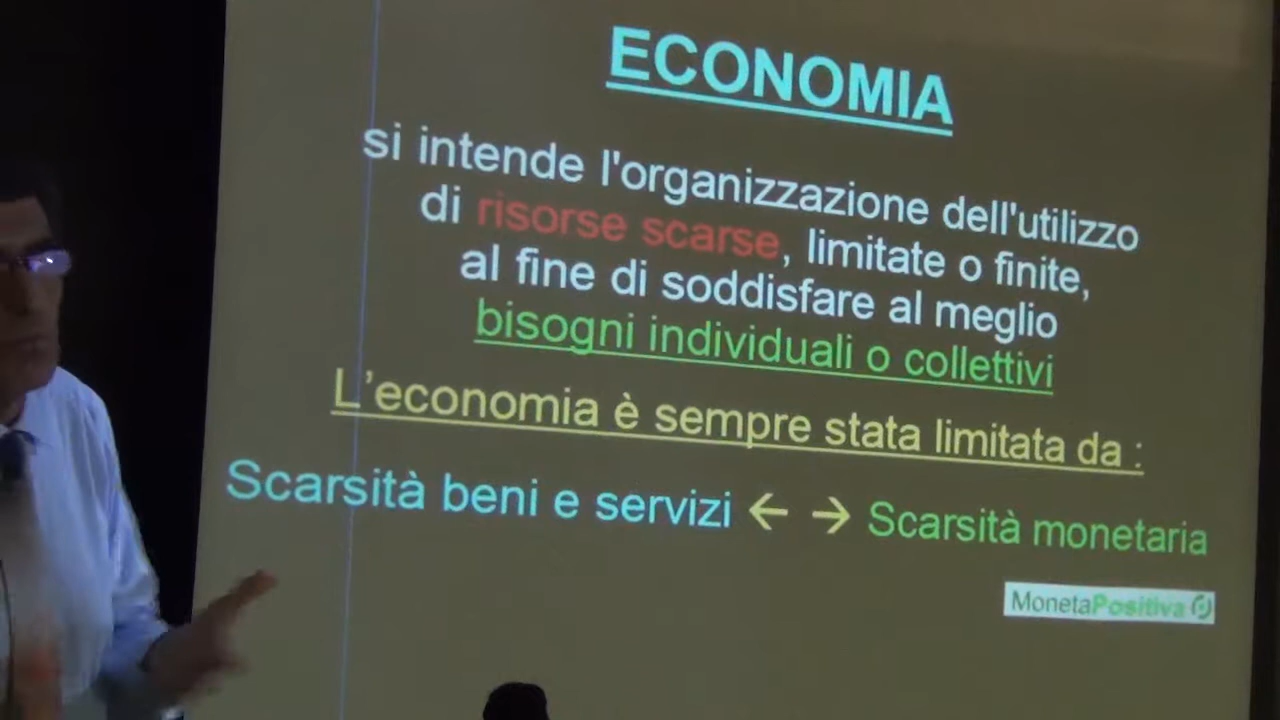 ECONOMIA
si intende l'organizzazione dell'utilizzo
di risorse scarse, limitate o finite,
al fine di soddisfare al meglio
bisogni individuali o collettivi
L’economia è sempre stata limitata da :
Scarsità beni e servizi ← → Scarsità monetaria
MonetaPositiva